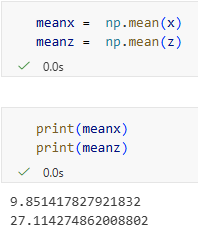 meanx =  np.mean(x)
meanz =  np.mean(z)
0.0s
print(meanx)
print(meanz)
0.0s
9.851417827921832
27.114274862008802